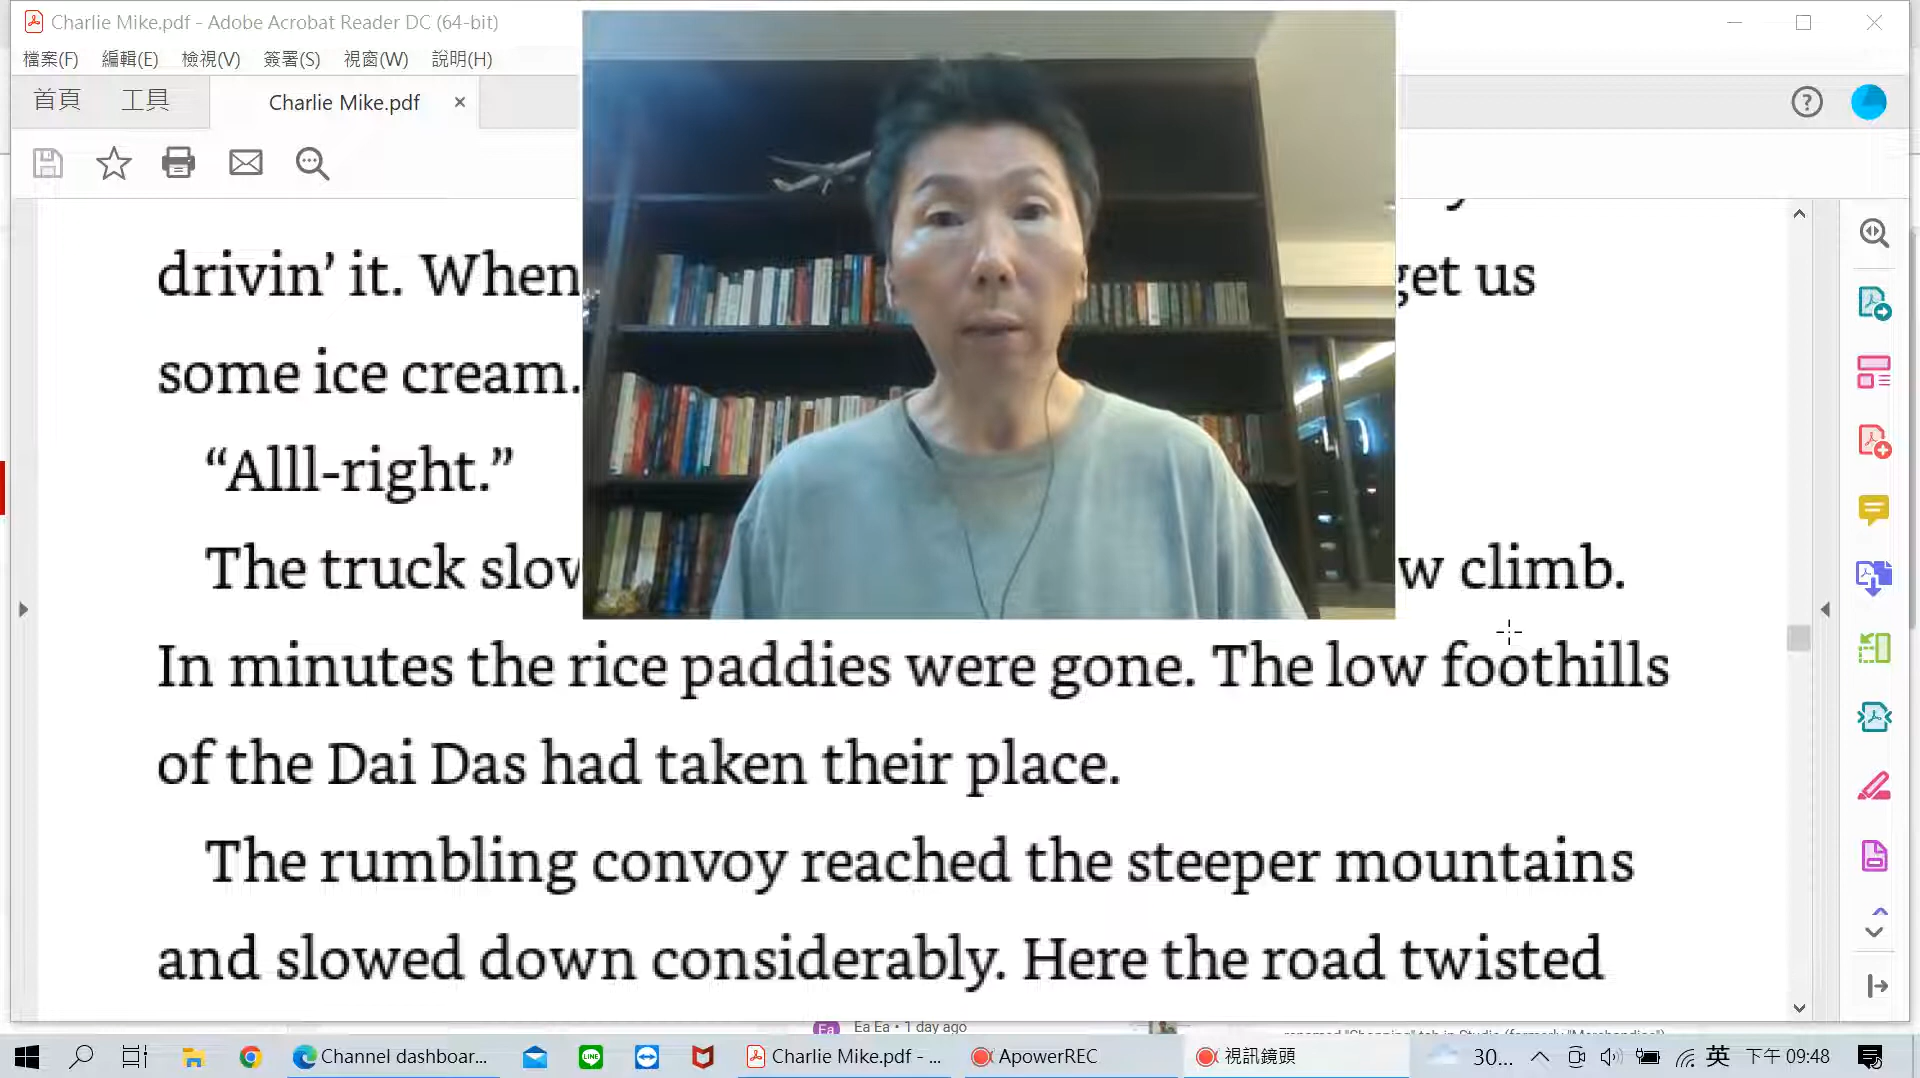 Charlie Mike.pdf - Adobe Acrobat Reader DC (64-bit)
檔案(F) 編輯(E) 檢視(V) 簽署(S) 視窗(W) 說明(H)
首頁 工具 Charlie Mike.pdf ×
drivin’ it. When get us
some ice cream.
“Alll-right.”
The truck climb.
In minutes the rice paddies were gone. The low foothills
of the Dai Das had taken their place.
The rumbling convoy reached the steeper mountains
and slowed down considerably. Here the road twisted
Ea Ea Ea • 1 day ago
Channel dashboar... LINE Charlie Mike.pdf - ... ApowerREC 視訊鏡頭 30... 英 下午 09:48